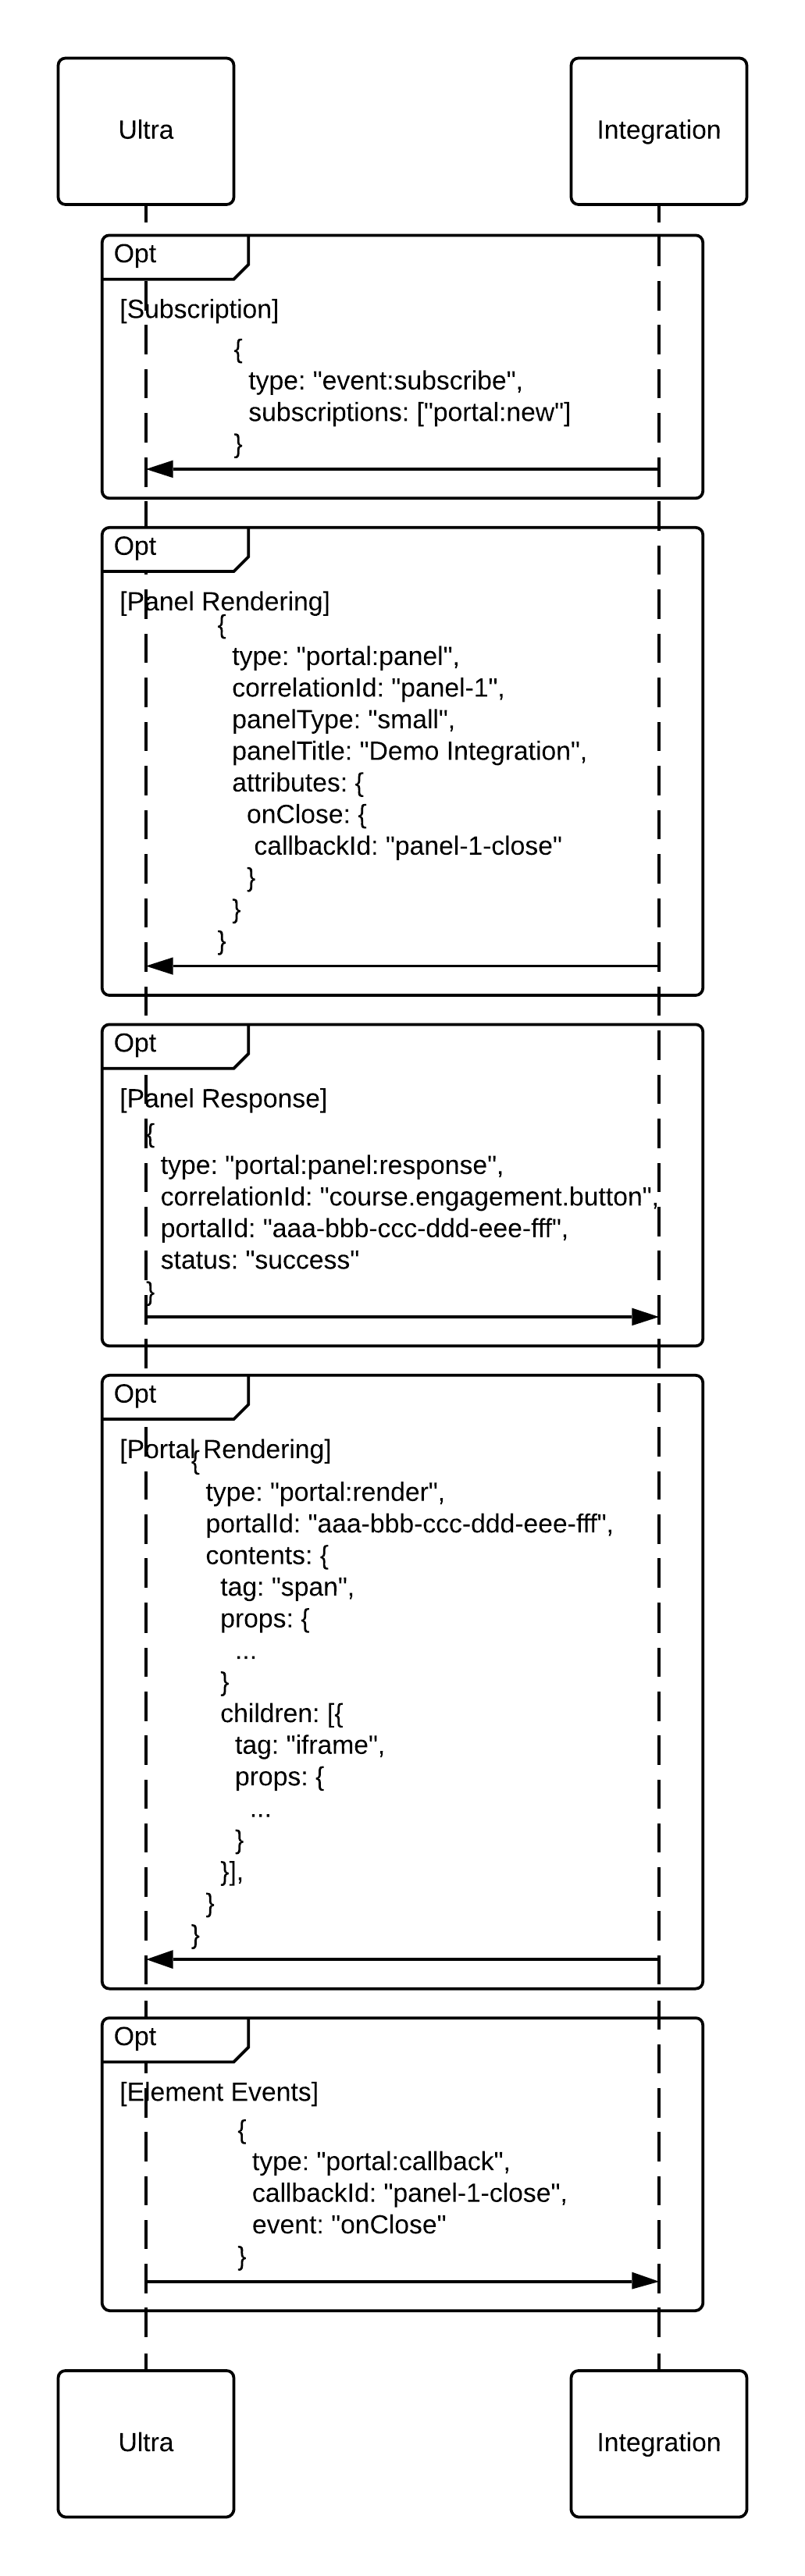 Ultra
Integration
Opt
[Subscription]
{
type: "event:subscribe",
subscriptions: ["portal:new"]
}
Opt
[Panel Rendering]
{
type: "portal:panel",
correlationId: "panel-1",
panelType: "small",
panelTitle: "Demo Integration",
attributes: {
onClose: {
callbackId: "panel-1-close"
}
}
}
Opt
[Panel Response]
{
type: "portal:panel:response",
correlationId: "course.engagement.button",
portalId: "aaa-bbb-ccc-ddd-eee-fff",
status: "success"
}
Opt
[Portal Rendering]
{
type: "portal:render",
portalId: "aaa-bbb-ccc-ddd-eee-fff",
contents: {
tag: "span",
props: {
...
}
children: [{
tag: "iframe",
props: {
...
}
}],
}
}
Opt
[Element Events]
{
type: "portal:callback",
callbackId: "panel-1-close",
event: "onClose"
}
Ultra
Integration